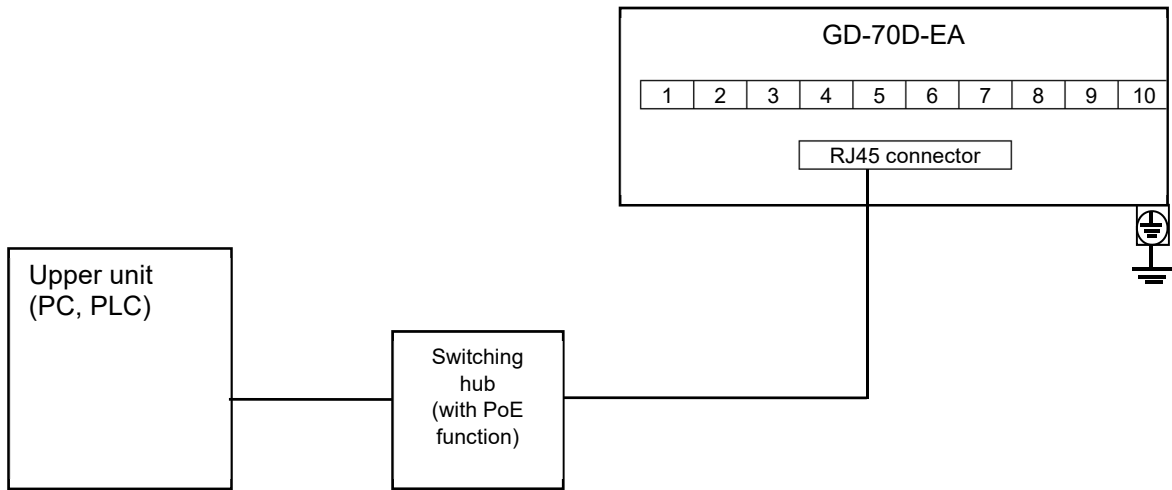 GD-70D-EA
1 2 3 4 5 6 7 8 9 10
RJ45 connector
Upper unit
(PC, PLC)
Switching
hub
(with PoE
function)